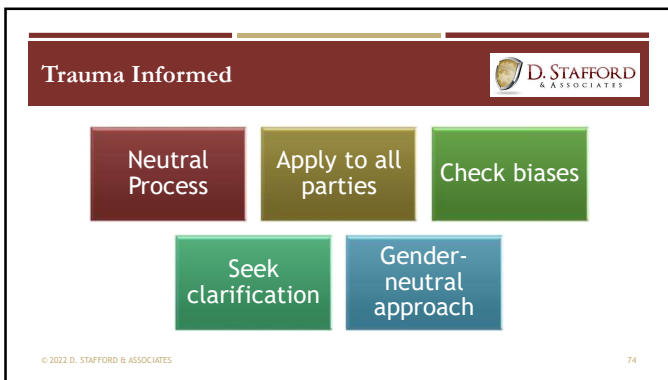 Trauma Informed
D. STAFFORD
& ASSOCIATES
Neutral
Process
Apply to all
parties
Check biases
Seek
clarification
Gender-
neutral
approach
© 2022 D. STAFFORD & ASSOCIATES
74